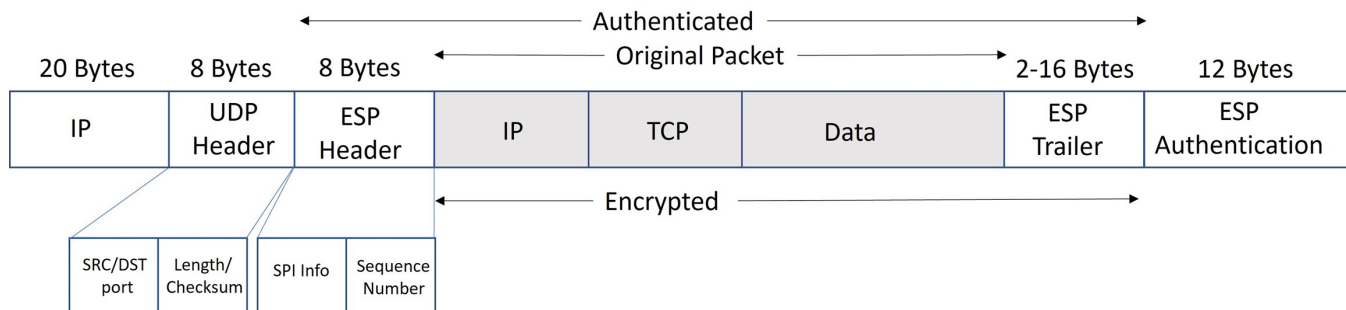 Authenticated
Original Packet
20 Bytes
8 Bytes
8 Bytes
2-16 Bytes
12 Bytes
IP
UDP
Header
ESP
Header
IP
TCP
Data
ESP
Trailer
ESP
Authentication
Encrypted
SRC/DST
port
Length/
Checksum
SPI Info
Sequence
Number